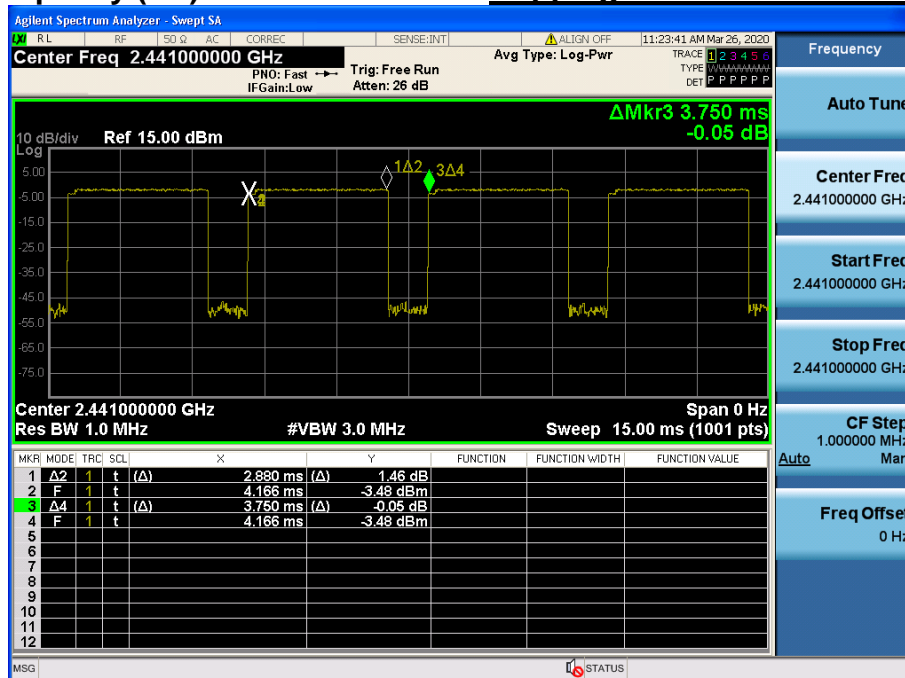 Agilent Spectrum Analyzer - Swept SA
LXI RL RF 50 Ω AC CORREC SENSE:INT ALIGN OFF 11:23:41 AM Mar 26, 2020
Center Freq 2.441000000 GHz
PNO: Fast
IFGain:Low
Trig: Free Run
Atten: 26 dB
Avg Type: Log-Pwr
TRACE 1 2 3 4 5 6
TYPE WWWWWW
DET P P P P P P
ΔMkr3 3.750 ms
-0.05 dB
10 dB/div Ref 15.00 dBm
Log
5.00
-5.00
-15.0
-25.0
-35.0
-45.0
-55.0
-65.0
-75.0
1Δ2
3Δ4
Center 2.441000000 GHz Span 0 Hz
Res BW 1.0 MHz #VBW 3.0 MHz Sweep 15.00 ms (1001 pts)
MKR MODE TRC SCL X Y FUNCTION FUNCTION WIDTH FUNCTION VALUE
1 Δ2 1 t (Δ) 2.880 ms (Δ) 1.46 dB
2 F 1 t 4.166 ms -3.48 dBm
3 Δ4 1 t (Δ) 3.750 ms (Δ) -0.05 dB
4 F 1 t 4.166 ms -3.48 dBm
5
6
7
8
9
10
11
12
MSG STATUS
Frequency
Auto Tune
Center Freq
2.441000000 GHz
Start Freq
2.441000000 GHz
Stop Freq
2.441000000 GHz
CF Step
1.000000 MHz
Auto Man
Freq Offset
0 Hz